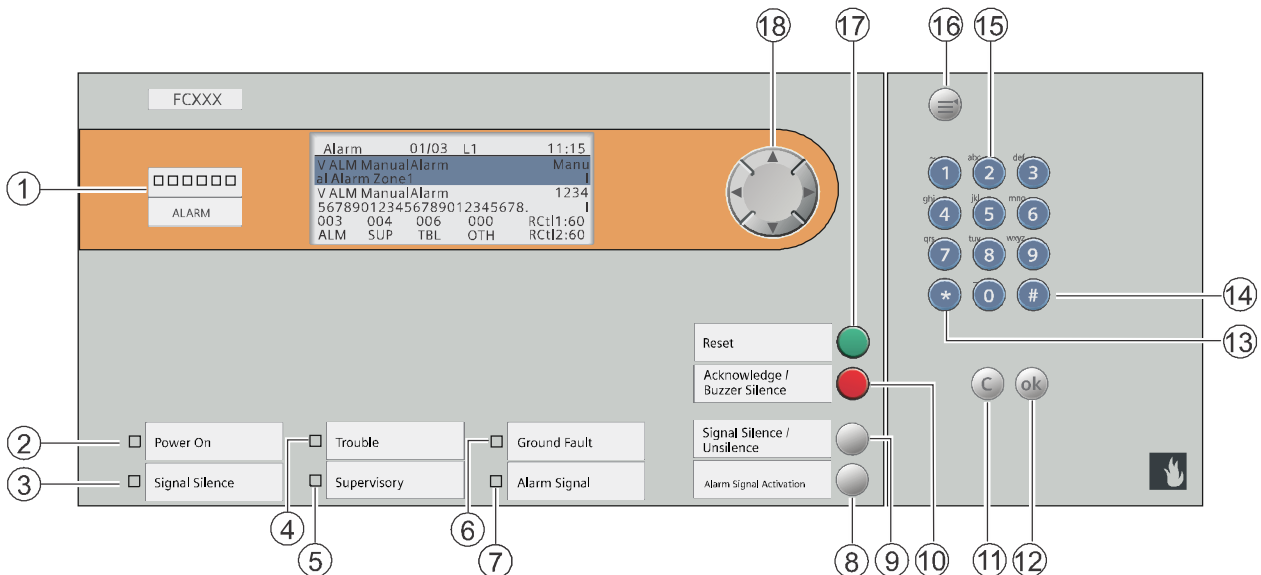 18 17 16 15
FCXXX
Alarm 01/03 L1 11:15
V ALM ManualAlarm Manu
al Alarm Zone1 I
V ALM ManualAlarm 1234
567890123456789012345678. I
003 004 006 000 RCtl1:60
ALM SUP TBL OTH RCtl2:60
1
ALARM
abc def
1 2 3
ghi jkl mno
4 5 6
qrs tuv wxyz
7 8 9
* 0 #
14
13
Reset
Acknowledge /
Buzzer Silence
C ok
2 Power On
Trouble
Ground Fault
Signal Silence /
Unsilence
3 Signal Silence
Supervisory
Alarm Signal
Alarm Signal Activation
4 5 6 7 8 9 10 11 12